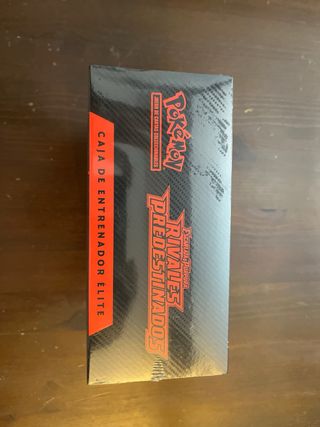 POKÉMON
JUEGO DE CARTAS COLECCIONABLES
ESCARLATA Y PÚRPURA
RIVALES
PREDESTINADOS
CAJA DE ENTRENADOR ÉLITE